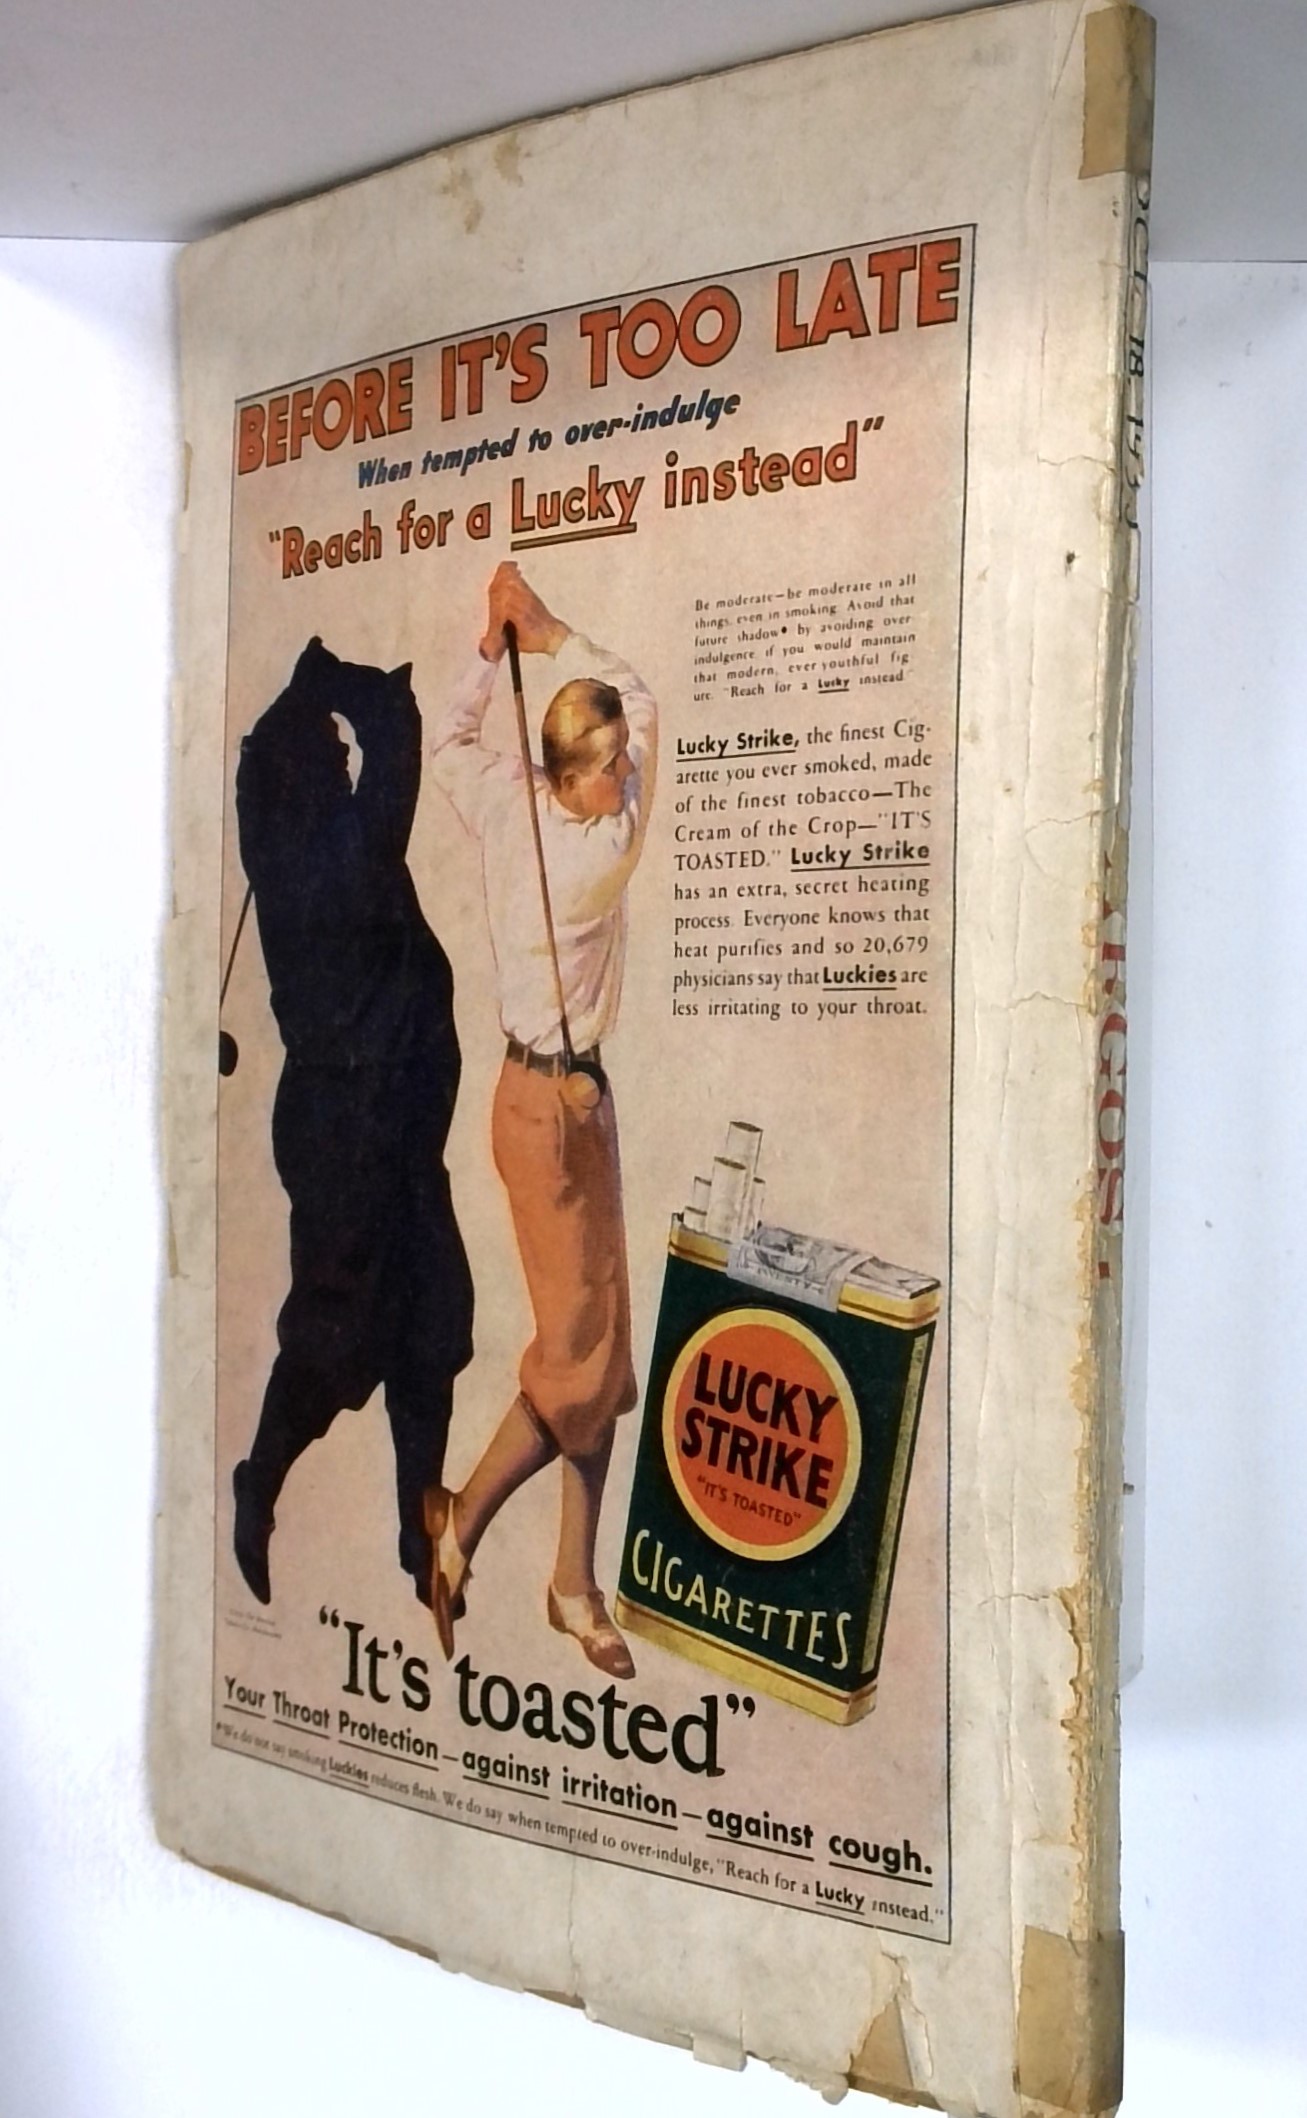 BEFORE IT'S TOO LATE
When tempted to over-indulge
"Reach for a Lucky instead"
Be moderate—be moderate in all
things, even in smoking. Avoid that
future shadow* by avoiding over
indulgence, if you would maintain
that modern, ever youthful fig
ure. "Reach for a Lucky instead."
Lucky Strike, the finest Cig-
arette you ever smoked, made
of the finest tobacco—The
Cream of the Crop—"IT'S
TOASTED." Lucky Strike
has an extra, secret heating
process. Everyone knows that
heat purifies and so 20,679
physicians say that Luckies are
less irritating to your throat.
LUCKY
STRIKE
"IT'S TOASTED"
CIGARETTES
"It's toasted"
Your Throat Protection—against irritation—against cough.
*We do not say smoking Luckies reduces flesh. We do say when tempted to over-indulge, "Reach for a Lucky instead."
18
ARGOS